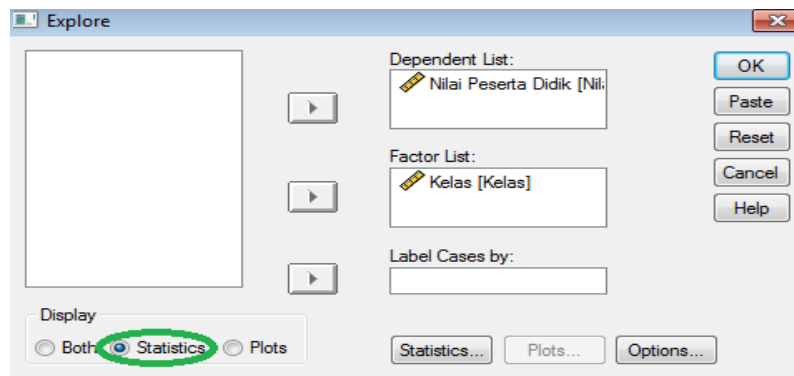 Explore
Dependent List:
Nilai Peserta Didik [Nil
OK
Paste
Reset
Factor List:
Kelas [Kelas]
Cancel
Help
Label Cases by:
Display
Both Statistics Plots
Statistics... Plots... Options...